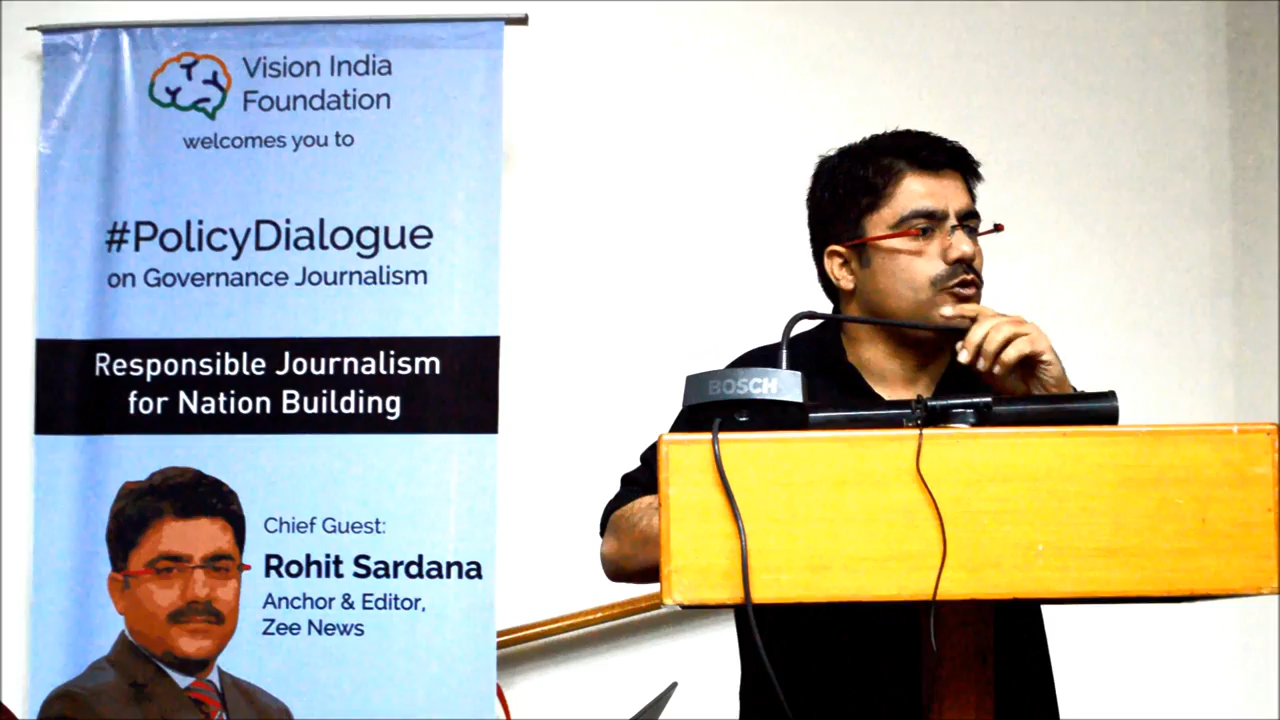 Vision India
Foundation
welcomes you to
#PolicyDialogue
on Governance Journalism
Responsible Journalism
for Nation Building
Chief Guest:
Rohit Sardana
Anchor & Editor,
Zee News
BOSCH